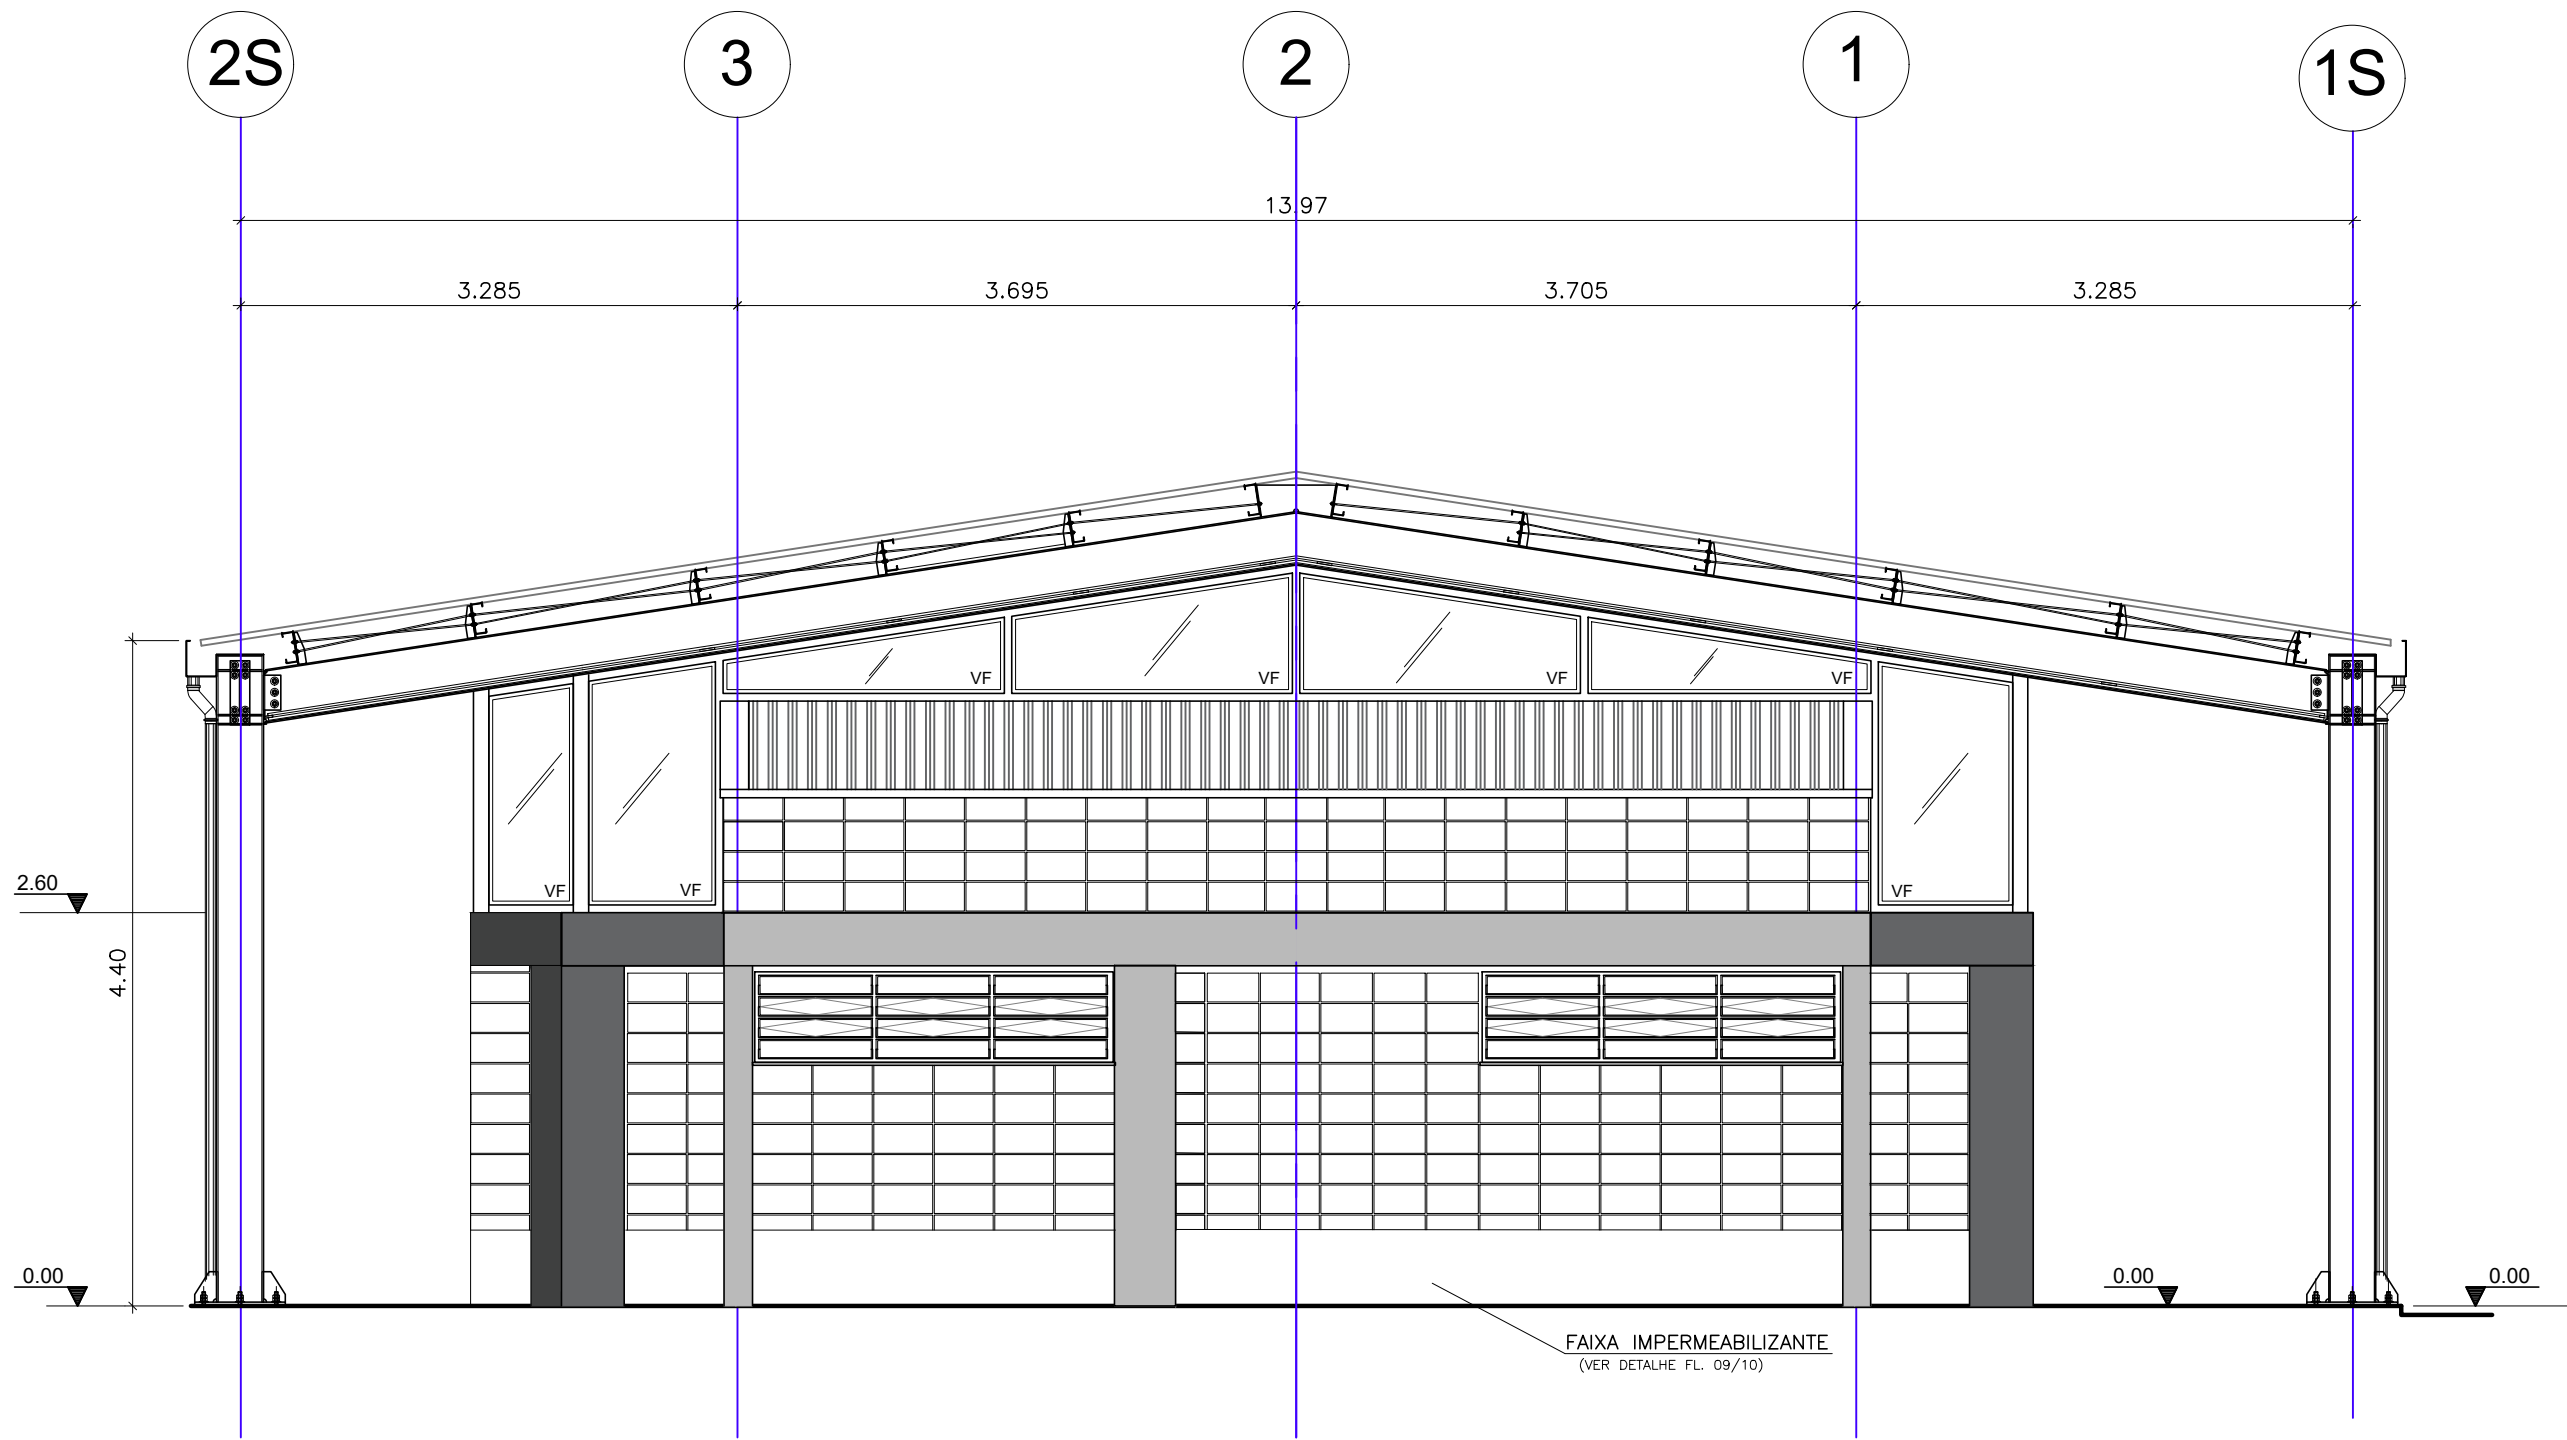 2S
3
2
1
1S
13.97
3.285
3.695
3.705
3.285
VF
VF
VF
VF
VF
VF
VF
2.60
4.40
0.00
0.00
0.00
FAIXA IMPERMEABILIZANTE
(VER DETALHE FL. 09/10)